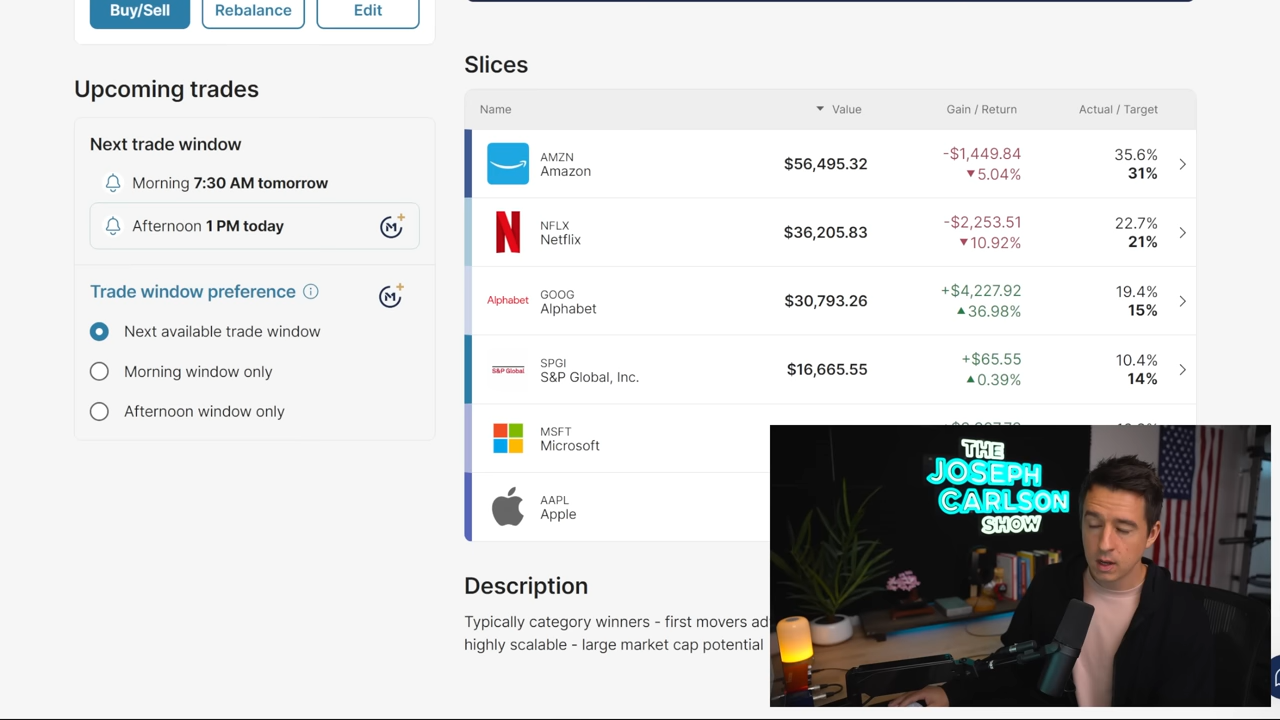 Buy/Sell
Rebalance
Edit
Upcoming trades
Next trade window
Morning 7:30 AM tomorrow
Afternoon 1 PM today
Trade window preference
Next available trade window
Morning window only
Afternoon window only
Slices
Name
Value
Gain / Return
Actual / Target
AMZN
Amazon
$56,495.32
-$1,449.84
▼5.04%
35.6%
31%
NFLX
Netflix
$36,205.83
-$2,253.51
▼10.92%
22.7%
21%
Alphabet
GOOG
Alphabet
$30,793.26
+$4,227.92
▲36.98%
19.4%
15%
S&P Global
SPGI
S&P Global, Inc.
$16,665.55
+$65.55
▲0.39%
10.4%
14%
MSFT
Microsoft
AAPL
Apple
Description
Typically category winners - first movers ad
highly scalable - large market cap potential
THE
JOSEPH
CARLSON
SHOW